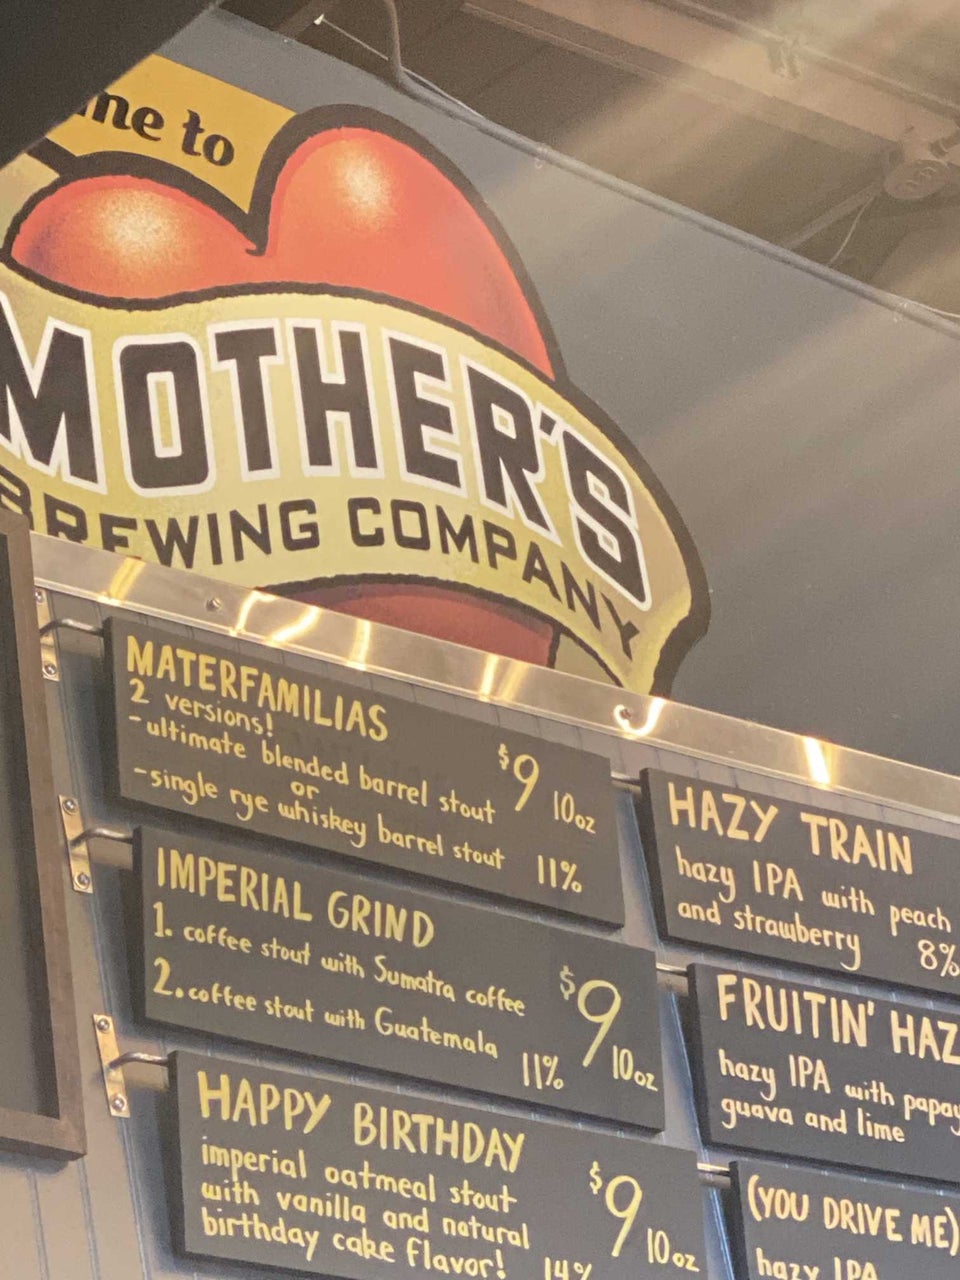 me to
MOTHER'S
BREWING COMPANY
MATERFAMILIAS
2 versions!
-ultimate blended barrel stout
or
-single rye whiskey barrel stout
$9 10oz
11%
IMPERIAL GRIND
1. coffee stout with Sumatra coffee
2. coffee stout with Guatemala
$9 10oz
11%
HAPPY BIRTHDAY
imperial oatmeal stout
with vanilla and natural
birthday cake flavor!
$9 10oz
14%
HAZY TRAIN
hazy IPA with peach
and strawberry 8%
FRUITIN' HAZ
hazy IPA with papay
guava and lime
(YOU DRIVE ME)
hazy IPA